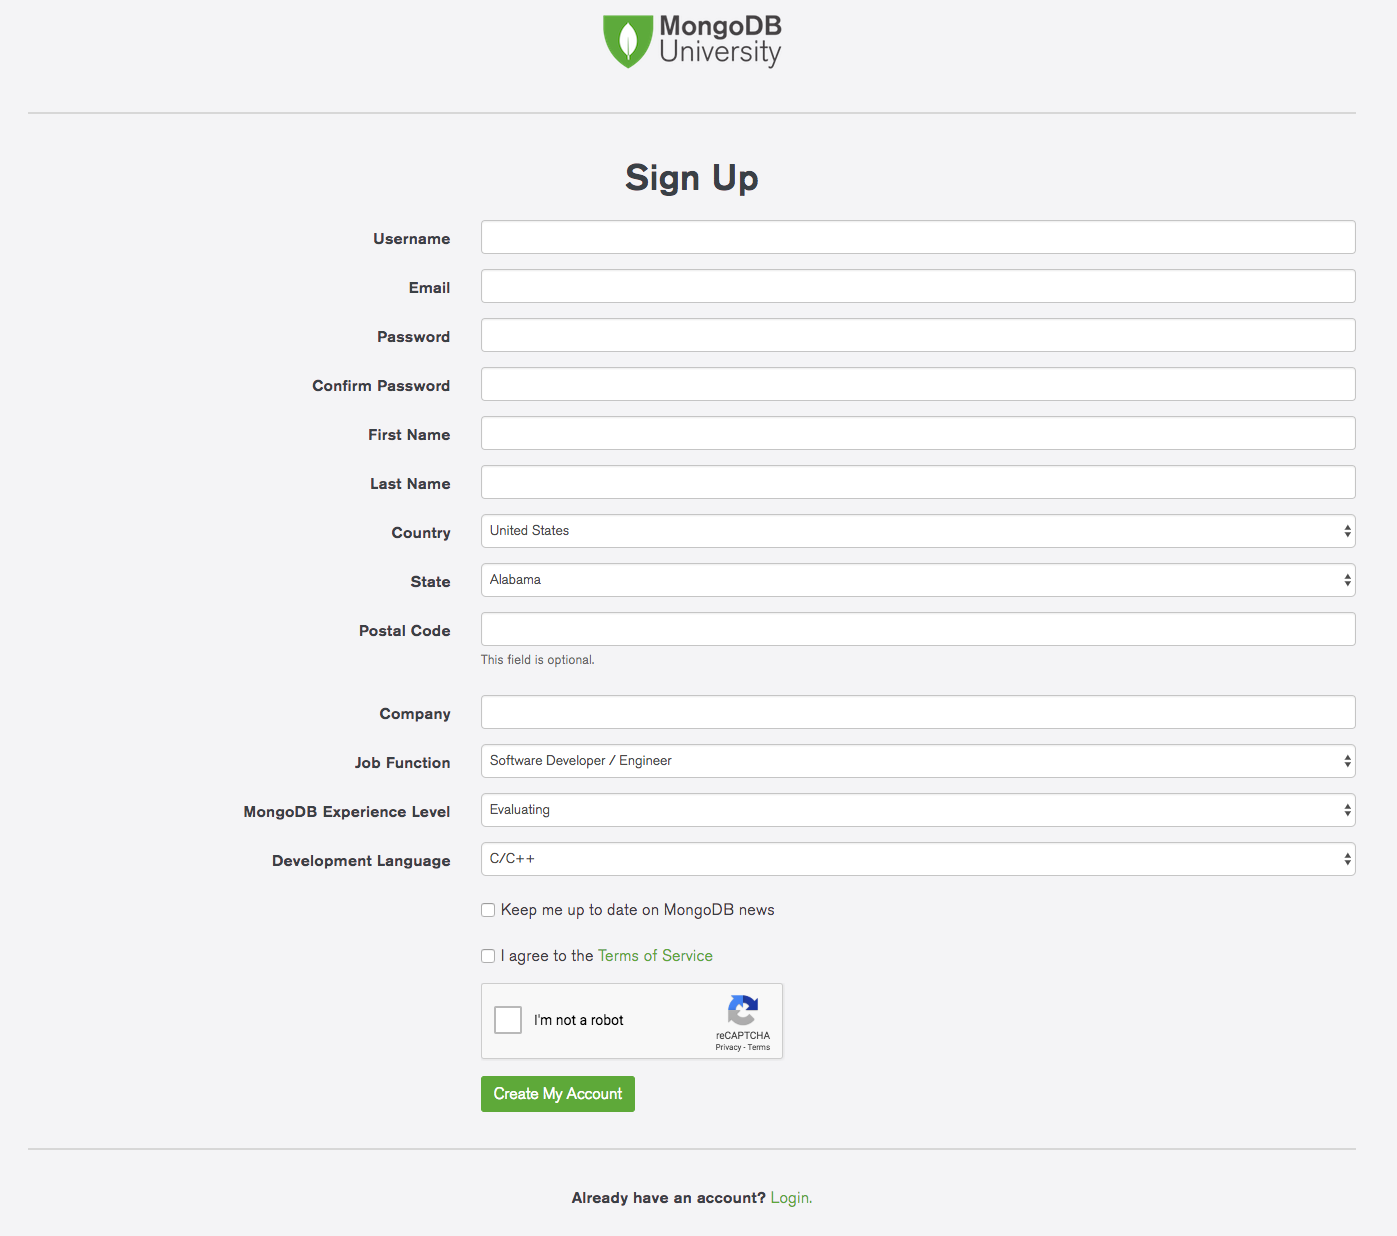 MongoDB
University
Sign Up
Username
Email
Password
Confirm Password
First Name
Last Name
Country United States
State Alabama
Postal Code
This field is optional.
Company
Job Function Software Developer / Engineer
MongoDB Experience Level Evaluating
Development Language C/C++
Keep me up to date on MongoDB news
I agree to the Terms of Service
I'm not a robot
reCAPTCHA
Privacy - Terms
Create My Account
Already have an account? Login.